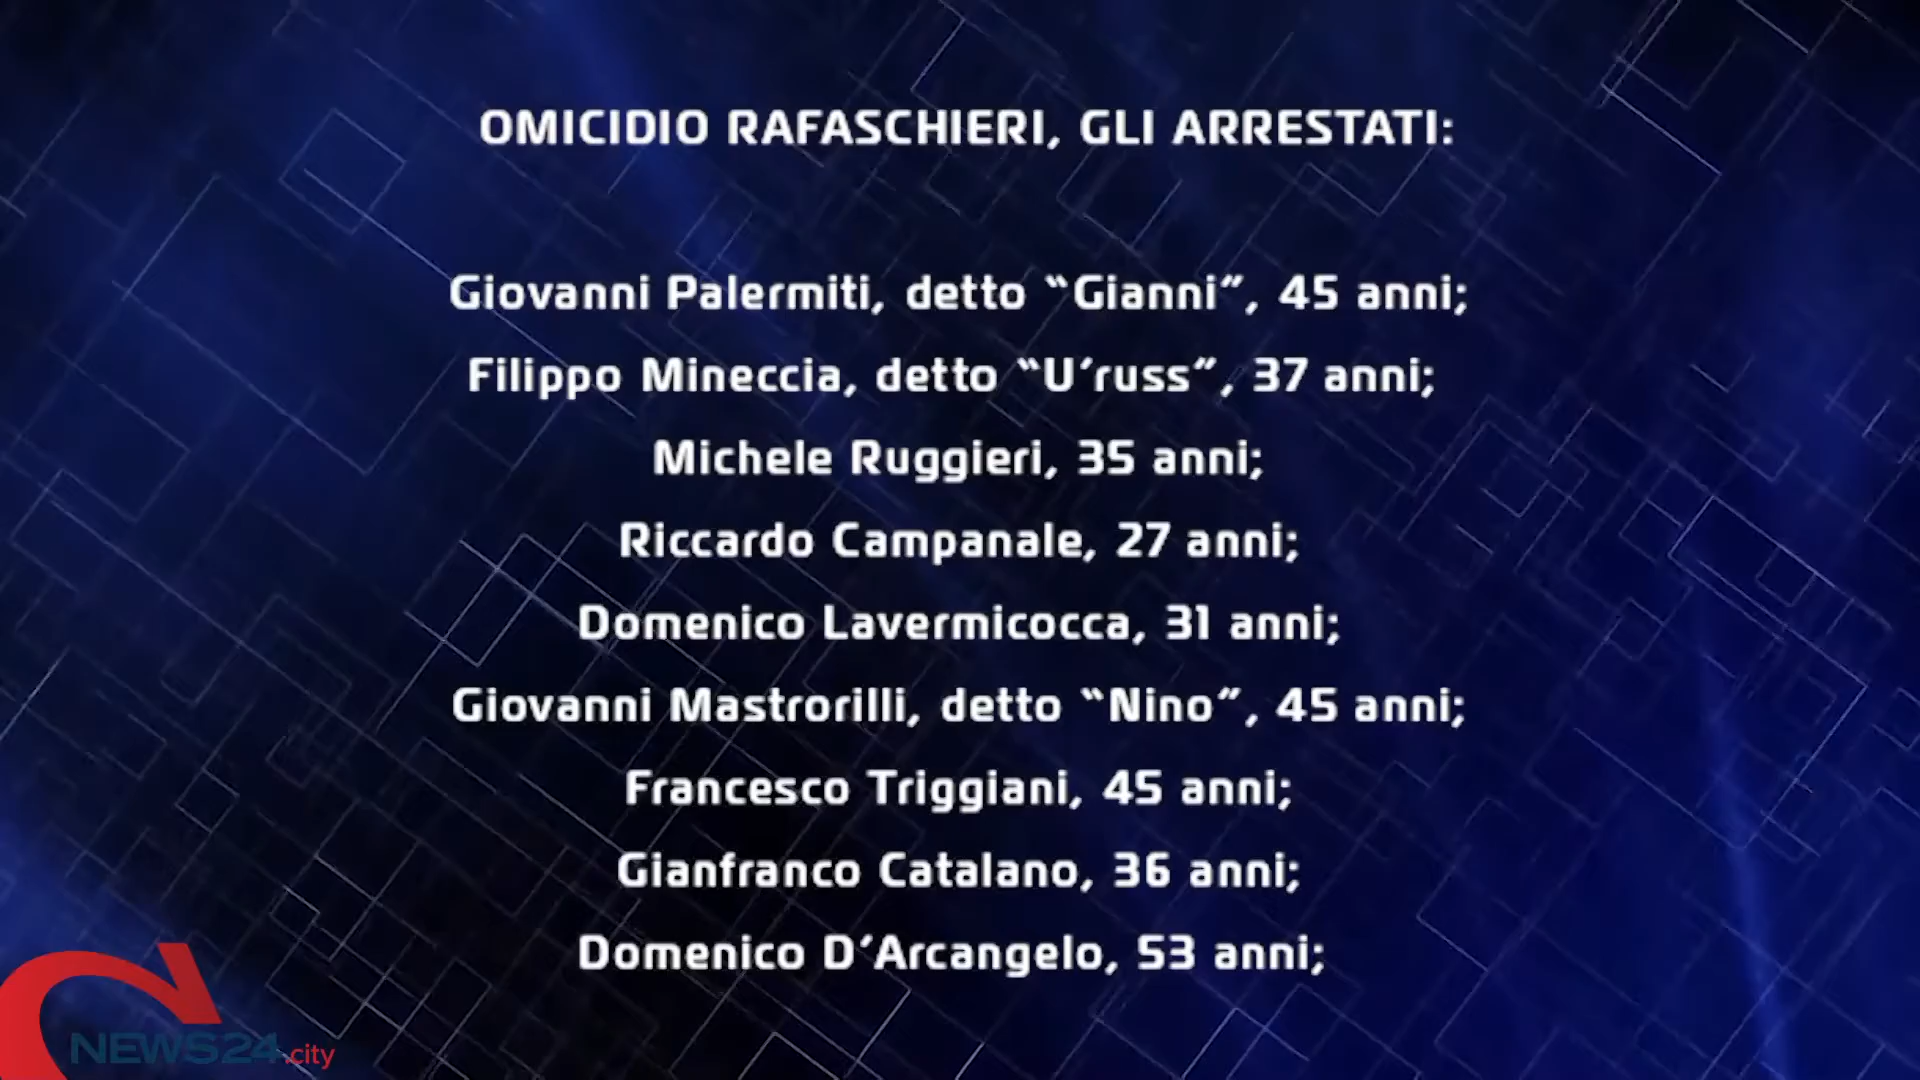 OMICIDIO RAFASCHIERI, GLI ARRESTATI:
Giovanni Palermiti, detto “Gianni”, 45 anni;
Filippo Mineccia, detto “U’russ”, 37 anni;
Michele Ruggieri, 35 anni;
Riccardo Campanale, 27 anni;
Domenico Lavermicocca, 31 anni;
Giovanni Mastrorilli, detto “Nino”, 45 anni;
Francesco Triggiani, 45 anni;
Gianfranco Catalano, 36 anni;
Domenico D’Arcangelo, 53 anni;
NEWS24.city